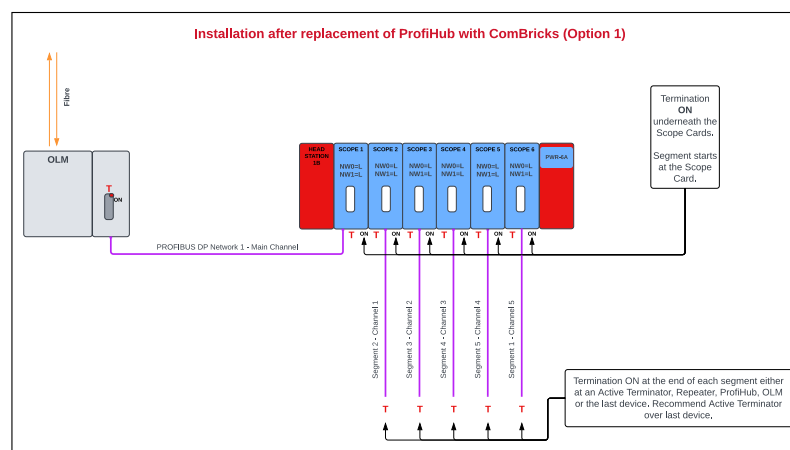 Installation after replacement of ProfiHub with ComBricks (Option 1)
Fibre
OLM
T
ON
PROFIBUS DP Network 1 - Main Channel
HEAD
STATION
1B
SCOPE 1
NW0=L
NW1=L
SCOPE 2
NW0=L
NW1=L
SCOPE 3
NW0=L
NW1=L
SCOPE 4
NW0=L
NW1=L
SCOPE 5
NW0=L
NW1=L
SCOPE 6
NW0=L
NW1=L
PWR-6A
T ON T ON T ON T ON T ON T ON
Termination
ON
underneath the
Scope Cards.
Segment starts
at the Scope
Card.
Segment 2 - Channel 1
Segment 3 - Channel 2
Segment 4 - Channel 3
Segment 5 - Channel 4
Segment 1 - Channel 5
T T T T T
Termination ON at the end of each segment either
at an Active Terminator, Repeater, ProfiHub, OLM
or the last device. Recommend Active Terminator
over last device.